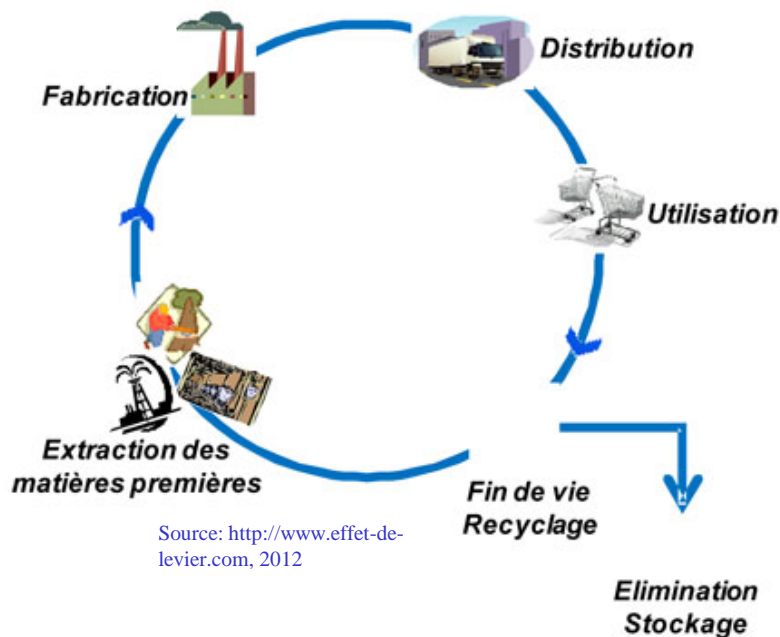 Distribution
Fabrication
Utilisation
Extraction des
matières premières
Fin de vie
Recyclage
Source: http://www.effet-de-
levier.com, 2012
Elimination
Stockage